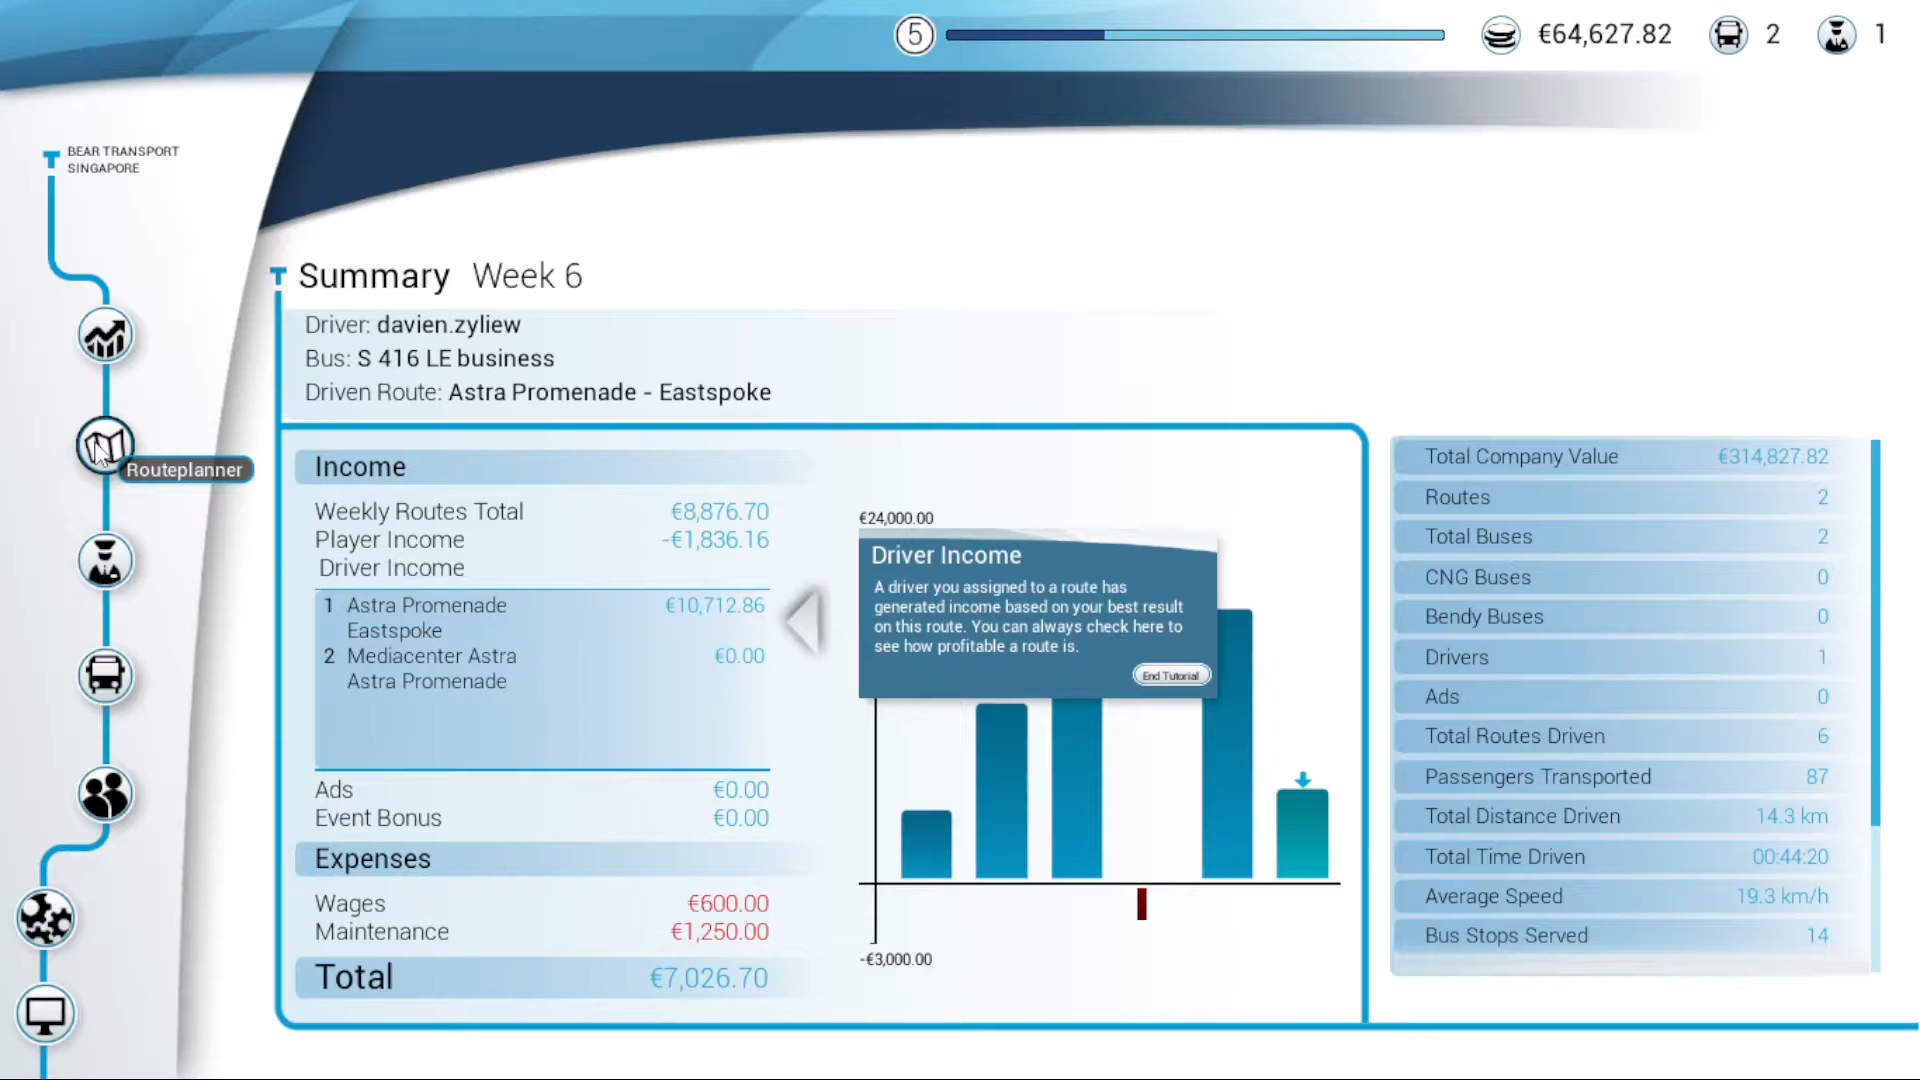 5
€64,627.82
2
1
BEAR TRANSPORT
SINGAPORE
Routeplanner
Summary Week 6
Driver: davien.zyliew
Bus: S 416 LE business
Driven Route: Astra Promenade - Eastspoke
Income
Weekly Routes Total €8,876.70
Player Income -€1,836.16
Driver Income
1 Astra Promenade €10,712.86
Eastspoke
2 Mediacenter Astra €0.00
Astra Promenade
Ads €0.00
Event Bonus €0.00
Expenses
Wages €600.00
Maintenance €1,250.00
Total €7,026.70
€24,000.00
Driver Income
A driver you assigned to a route has
generated income based on your best result
on this route. You can always check here to
see how profitable a route is.
End Tutorial
-€3,000.00
Total Company Value €314,827.82
Routes 2
Total Buses 2
CNG Buses 0
Bendy Buses 0
Drivers 1
Ads 0
Total Routes Driven 6
Passengers Transported 87
Total Distance Driven 14.3 km
Total Time Driven 00:44:20
Average Speed 19.3 km/h
Bus Stops Served 14